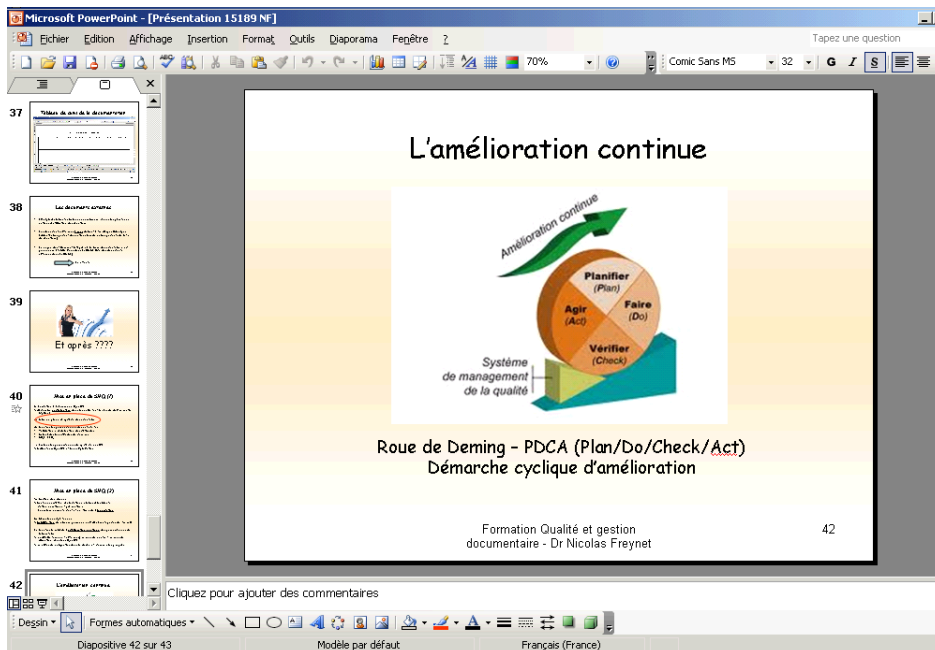 Microsoft PowerPoint - [Présentation 15189 NF]
Fichier Edition Affichage Insertion Format Outils Diaporama Fenêtre ?
Tapez une question
70%
Comic Sans MS
32
G I S
37
38
Les documents externes
39
Et après ????
40
Mise en place du SMQ (1)
41
Mise en place du SMQ (2)
42
L'amélioration continue
L'amélioration continue
Amélioration continue
Planifier
(Plan)
Agir
(Act)
Faire
(Do)
Vérifier
(Check)
Système
de management
de la qualité
Roue de Deming – PDCA (Plan/Do/Check/Act)
Démarche cyclique d'amélioration
Formation Qualité et gestion
documentaire - Dr Nicolas Freynet
42
Cliquez pour ajouter des commentaires
Dessin
Formes automatiques
Diapositive 42 sur 43
Modèle par défaut
Français (France)